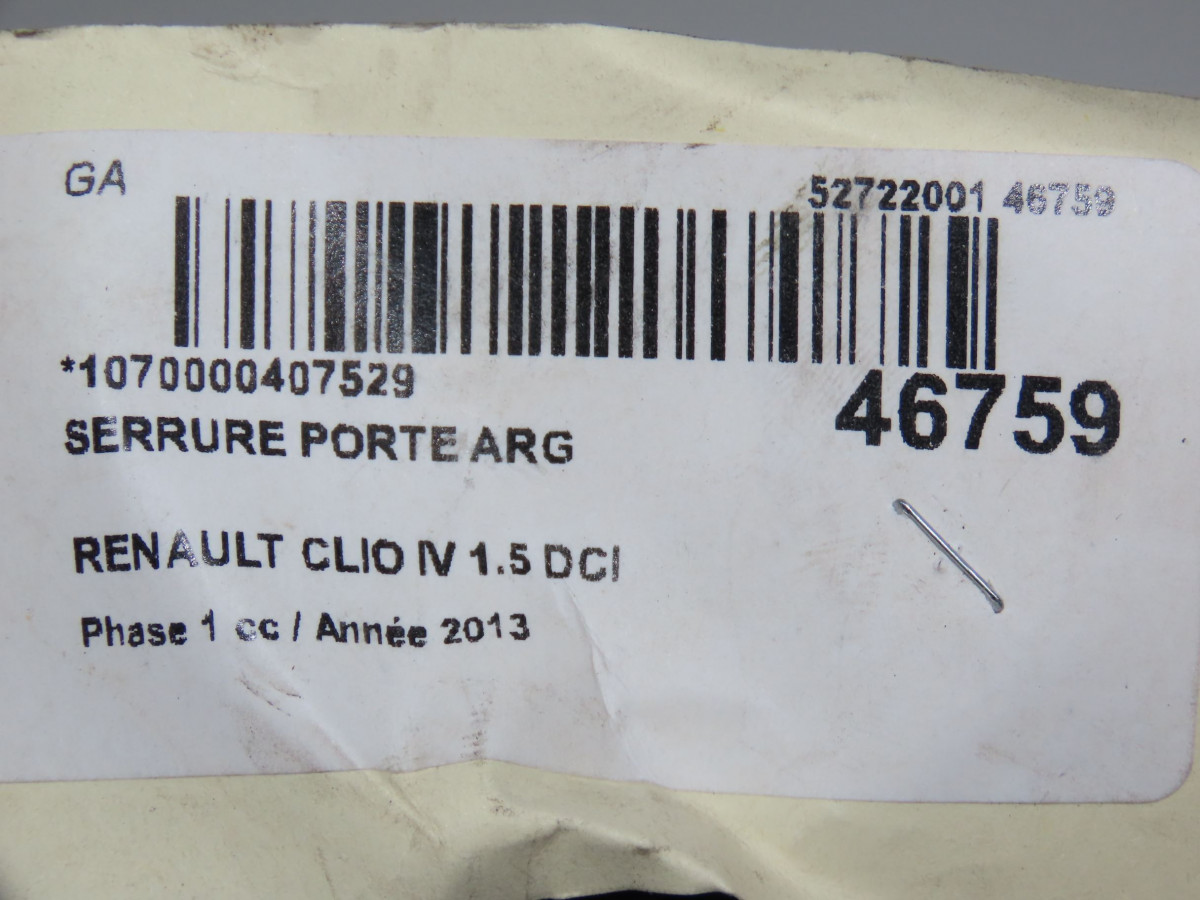 GA
52722001 46759
*1070000407529
46759
SERRURE PORTE ARG
RENAULT CLIO IV 1.5 DCI
Phase 1 cc / Année 2013